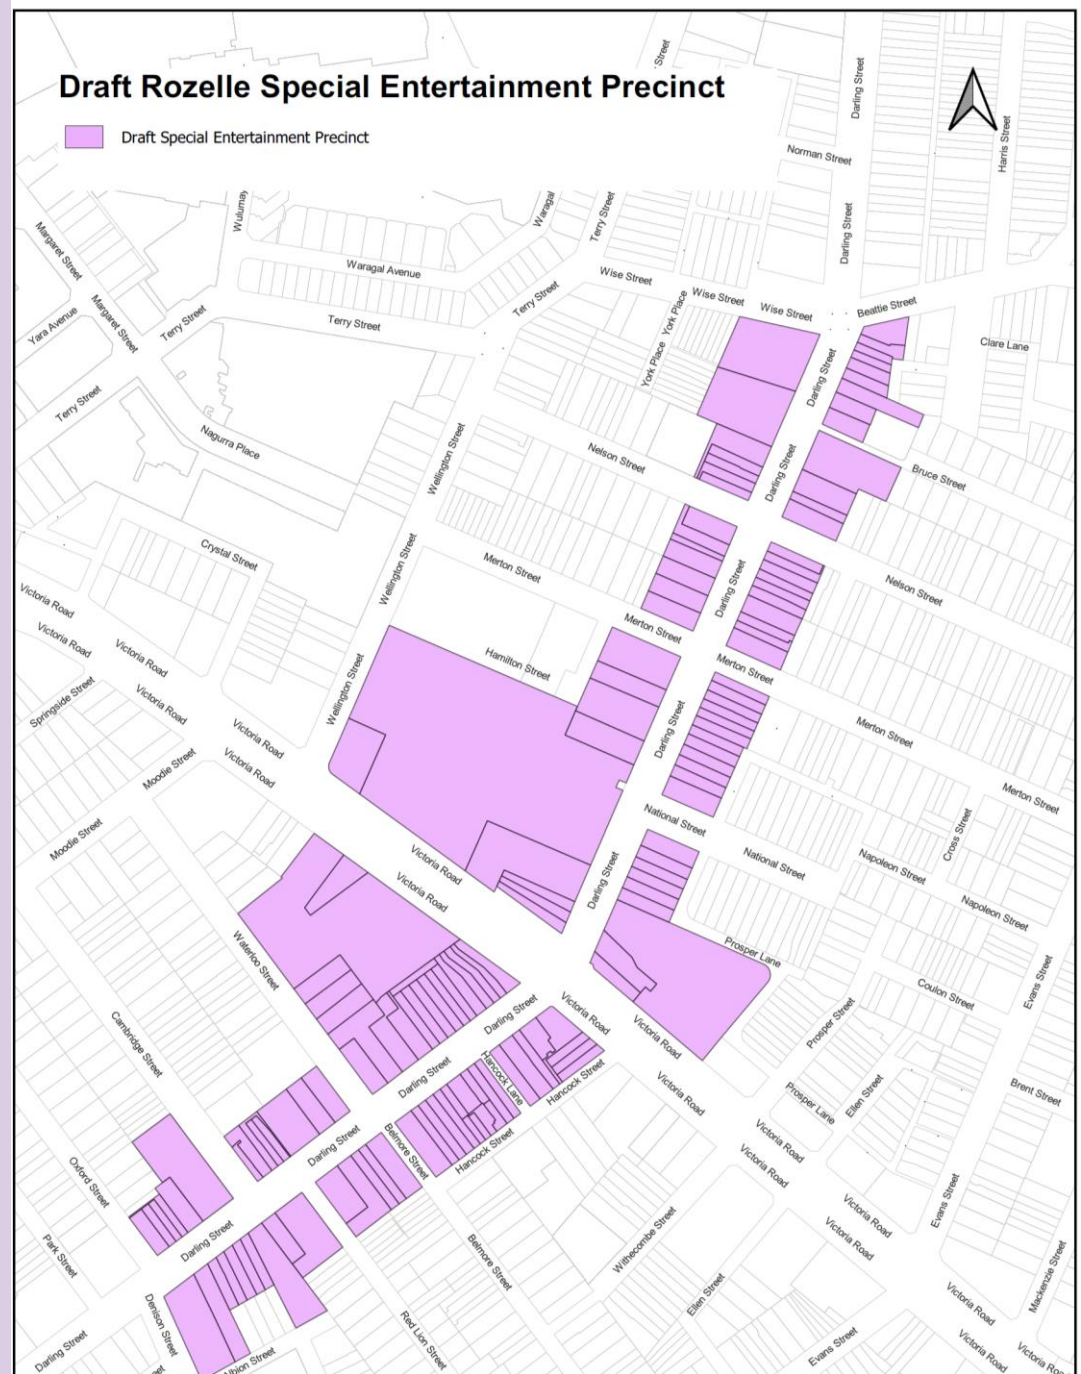 Street
Darling Street
Draft Rozelle Special Entertainment Precinct
Draft Special Entertainment Precinct
Harris Street
Norman Street
Wulumay
Waragal
Terry Street
Darling Street
Margaret Street
Waragal Avenue
Wise Street
Wise Street
Wise Street
Beattie Street
Terry Street
York Place
Margaret Street
Yara Avenue
Terry Street
Terry Street
Clare Lane
York Place
Darling Street
Terry Street
Nagurra Place
Wellington Street
Nelson Street
Darling Street
Bruce Street
Crystal Street
Wellington Street
Merton Street
Darling Street
Nelson Street
Victoria Road
Victoria Road
Victoria Road
Merton Street
Hamilton Street
Merton Street
Springside Street
Victoria Road
Wellington Street
Victoria Road
Darling Street
Merton Street
Moodie Street
Victoria Road
Merton Street
Moodie Street
National Street
Cross Street
Victoria Road
Victoria Road
Darling Street
National Street
Napoleon Street
Napoleon Street
Waterloo Street
Prosper Lane
Coulon Street
Evans Street
Darling Street
Victoria Road
Victoria Road
Prosper Street
Cambridge Street
Darling Street
Hancock Lane
Hancock Street
Victoria Road
Prosper Lane
Ellen Street
Brent Street
Darling Street
Belmore Street
Hancock Street
Victoria Road
Victoria Road
Oxford Street
Evans Street
Victoria Road
Victoria Road
Darling Street
Park Street
Belmore Street
Withecombe Street
Mackenzie Street
Ellen Street
Victoria Road
Denison Street
Red Lion Street
Darling Street
Albion Street
Evans Street
Victoria Road